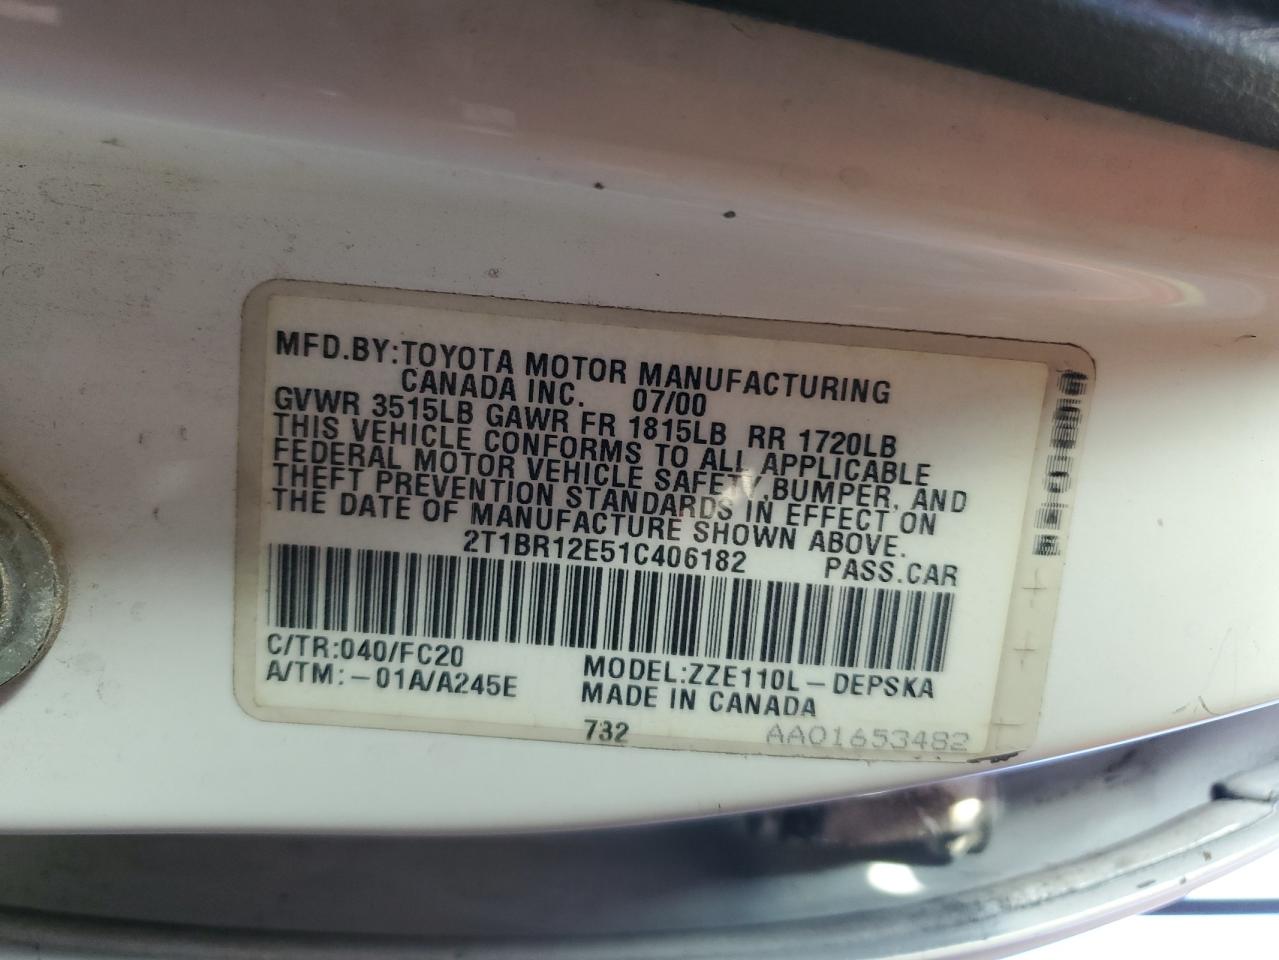 MFD.BY:TOYOTA MOTOR MANUFACTURING
CANADA INC. 07/00
GVWR 3515LB GAWR FR 1815LB RR 1720LB
THIS VEHICLE CONFORMS TO ALL APPLICABLE
FEDERAL MOTOR VEHICLE SAFETY,BUMPER, AND
THEFT PREVENTION STANDARDS IN EFFECT ON
THE DATE OF MANUFACTURE SHOWN ABOVE.
2T1BR12E51C406182 PASS.CAR
C/TR:040/FC20 MODEL:ZZE110L-DEPSKA
A/TM:-01A/A245E MADE IN CANADA
732 AA01653482